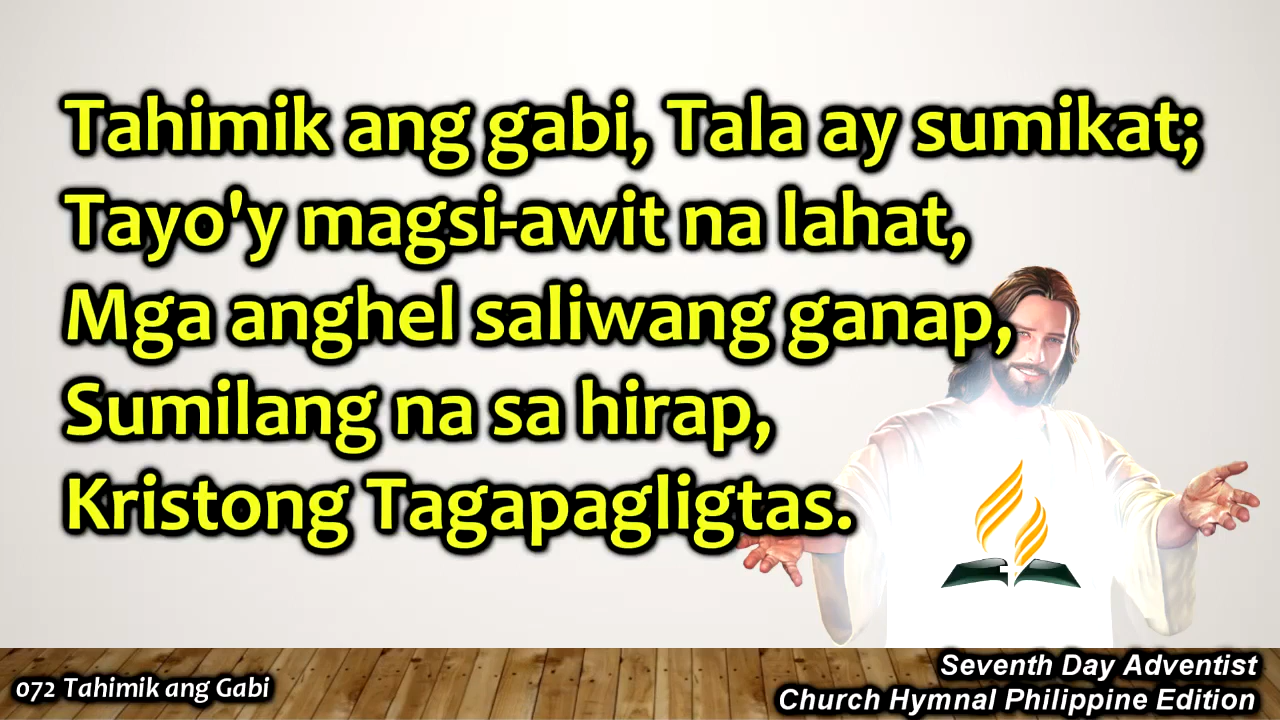 Tahimik ang gabi, Tala ay sumikat;
Tayo'y magsi-awit na lahat,
Mga anghel saliwang ganap,
Sumilang na sa hirap,
Kristong Tagapagligtas.
072 Tahimik ang Gabi
Seventh Day Adventist
Church Hymnal Philippine Edition